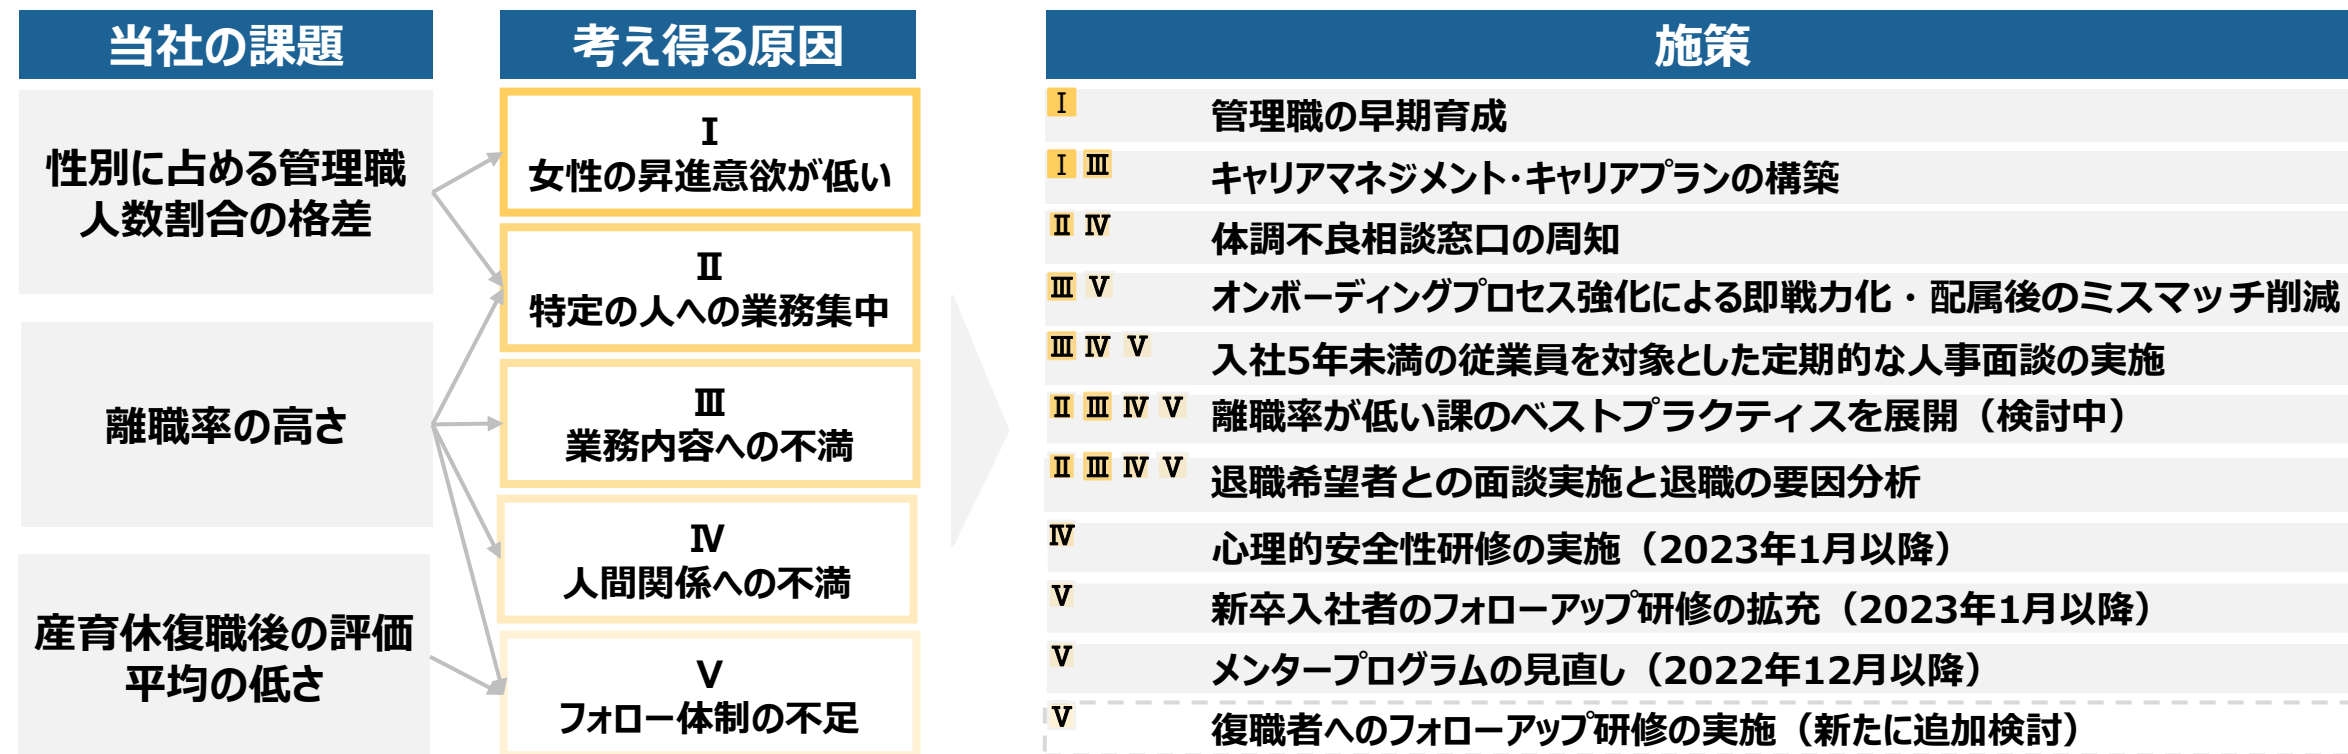 当社の課題
考え得る原因
施策
性別に占める管理職
人数割合の格差
離職率の高さ
産育休復職後の評価
平均の低さ
Ⅰ
女性の昇進意欲が低い
Ⅱ
特定の人への業務集中
Ⅲ
業務内容への不満
Ⅳ
人間関係への不満
Ⅴ
フォロー体制の不足
Ⅰ 管理職の早期育成
Ⅰ Ⅲ キャリアマネジメント・キャリアプランの構築
Ⅱ Ⅳ 体調不良相談窓口の周知
Ⅲ Ⅴ オンボーディングプロセス強化による即戦力化・配属後のミスマッチ削減
Ⅲ Ⅳ Ⅴ 入社5年未満の従業員を対象とした定期的な人事面談の実施
Ⅱ Ⅲ Ⅳ Ⅴ 離職率が低い課のベストプラクティスを展開（検討中）
Ⅱ Ⅲ Ⅳ Ⅴ 退職希望者との面談実施と退職の要因分析
Ⅳ 心理的安全性研修の実施（2023年1月以降）
Ⅴ 新卒入社者のフォローアップ研修の拡充（2023年1月以降）
Ⅴ メンタープログラムの見直し（2022年12月以降）
Ⅴ 復職者へのフォローアップ研修の実施（新たに追加検討）